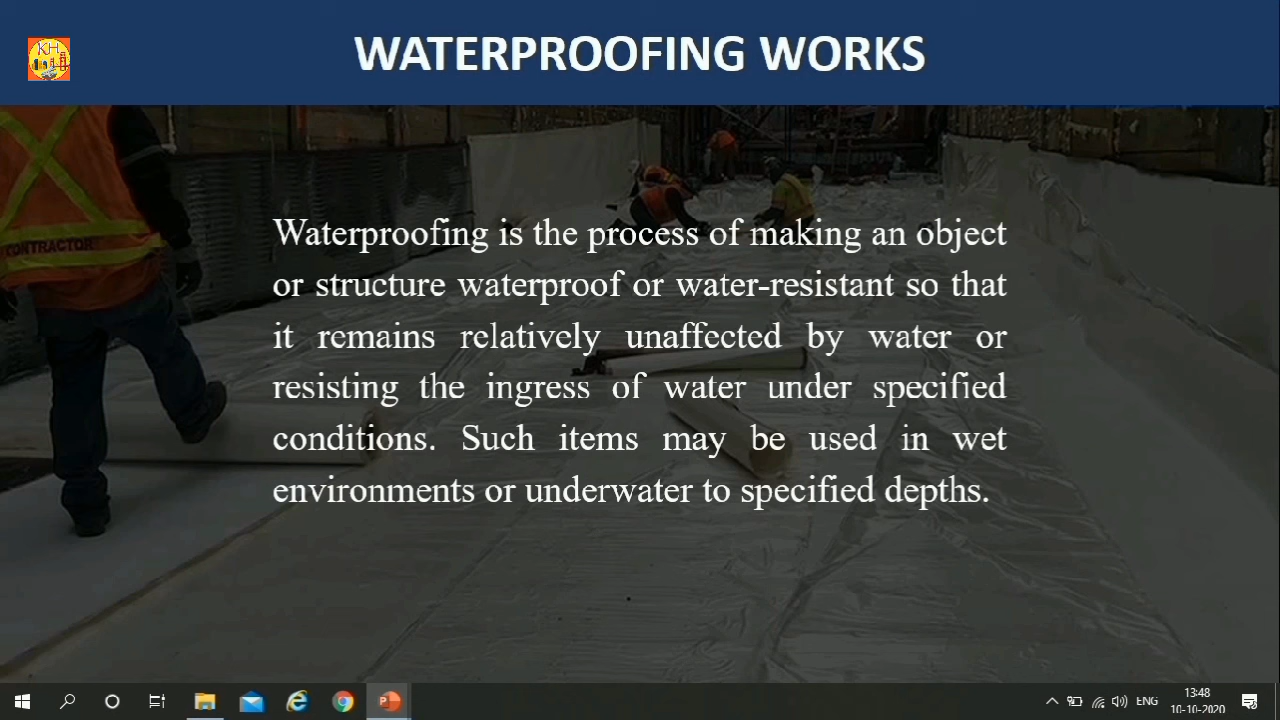 KH
WATERPROOFING WORKS
CONTRACTOR
Waterproofing is the process of making an object
or structure waterproof or water-resistant so that
it remains relatively unaffected by water or
resisting the ingress of water under specified
conditions. Such items may be used in wet
environments or underwater to specified depths.
ENG
13:48
10-10-2020